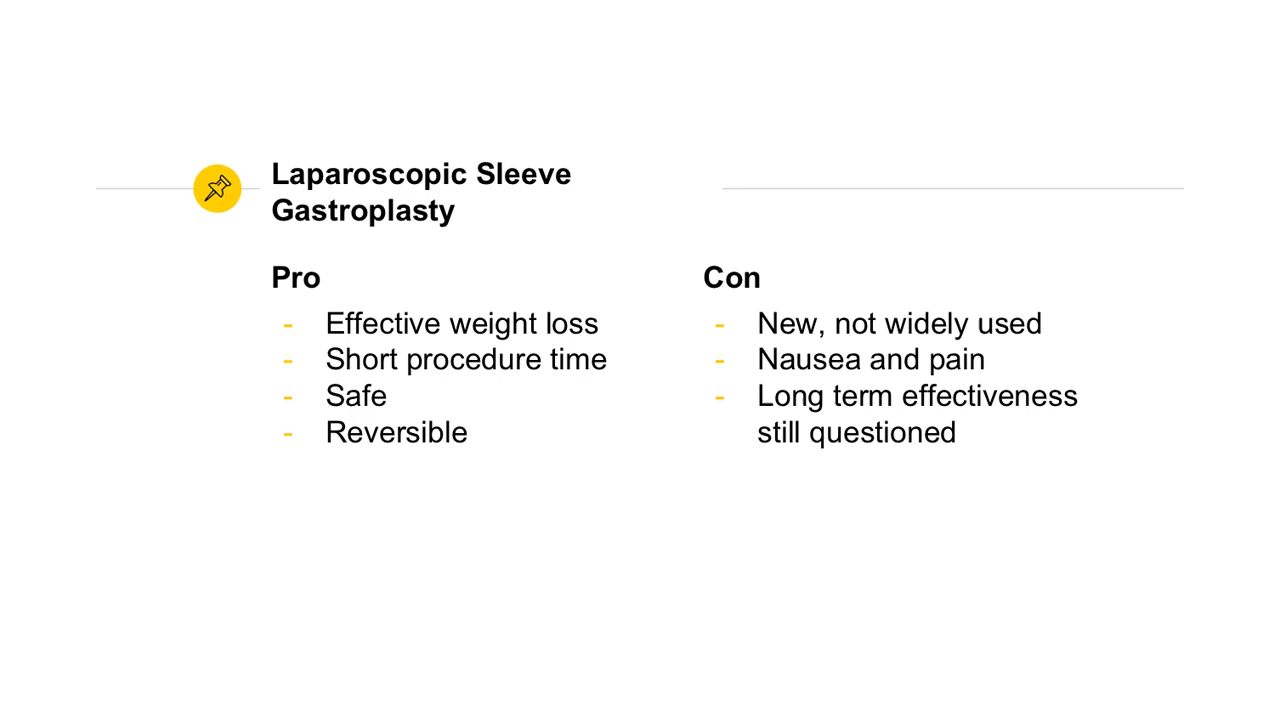 Laparoscopic Sleeve
Gastroplasty
Pro
- Effective weight loss
- Short procedure time
- Safe
- Reversible
Con
- New, not widely used
- Nausea and pain
- Long term effectiveness
still questioned